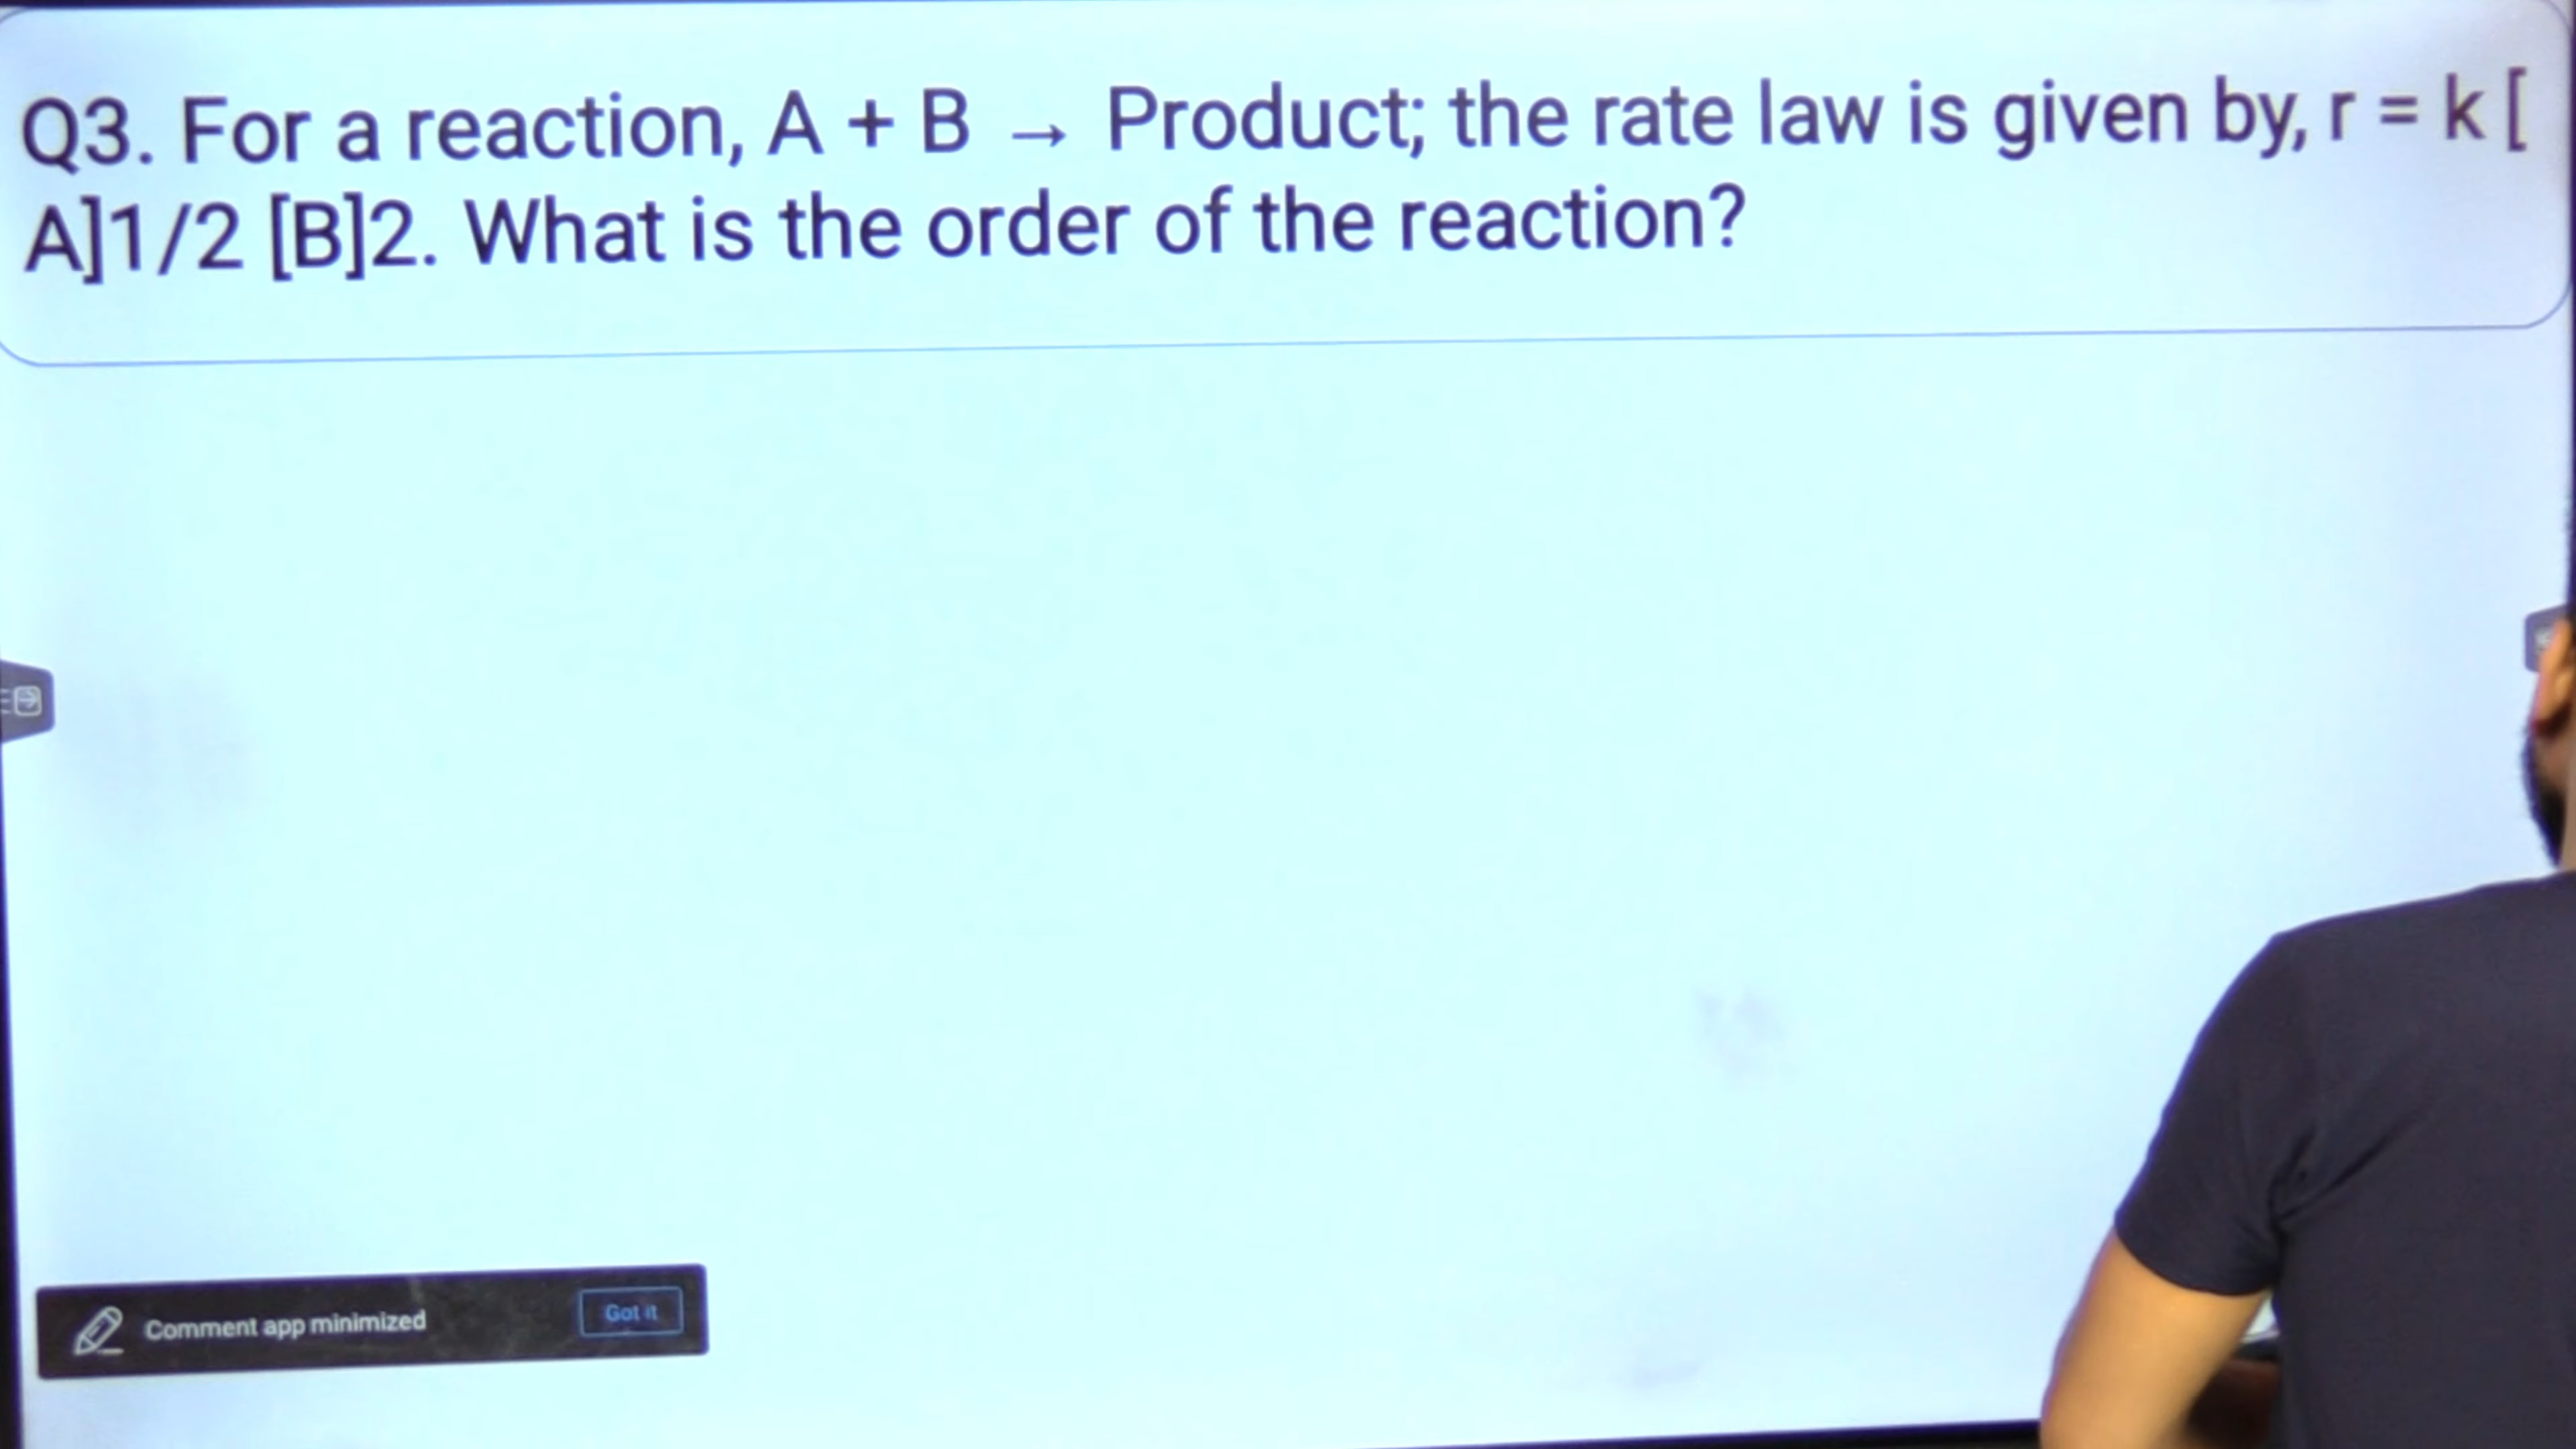 Q3. For a reaction, A + B → Product; the rate law is given by, r = k [
A]1/2 [B]2. What is the order of the reaction?
Comment app minimized
Got it